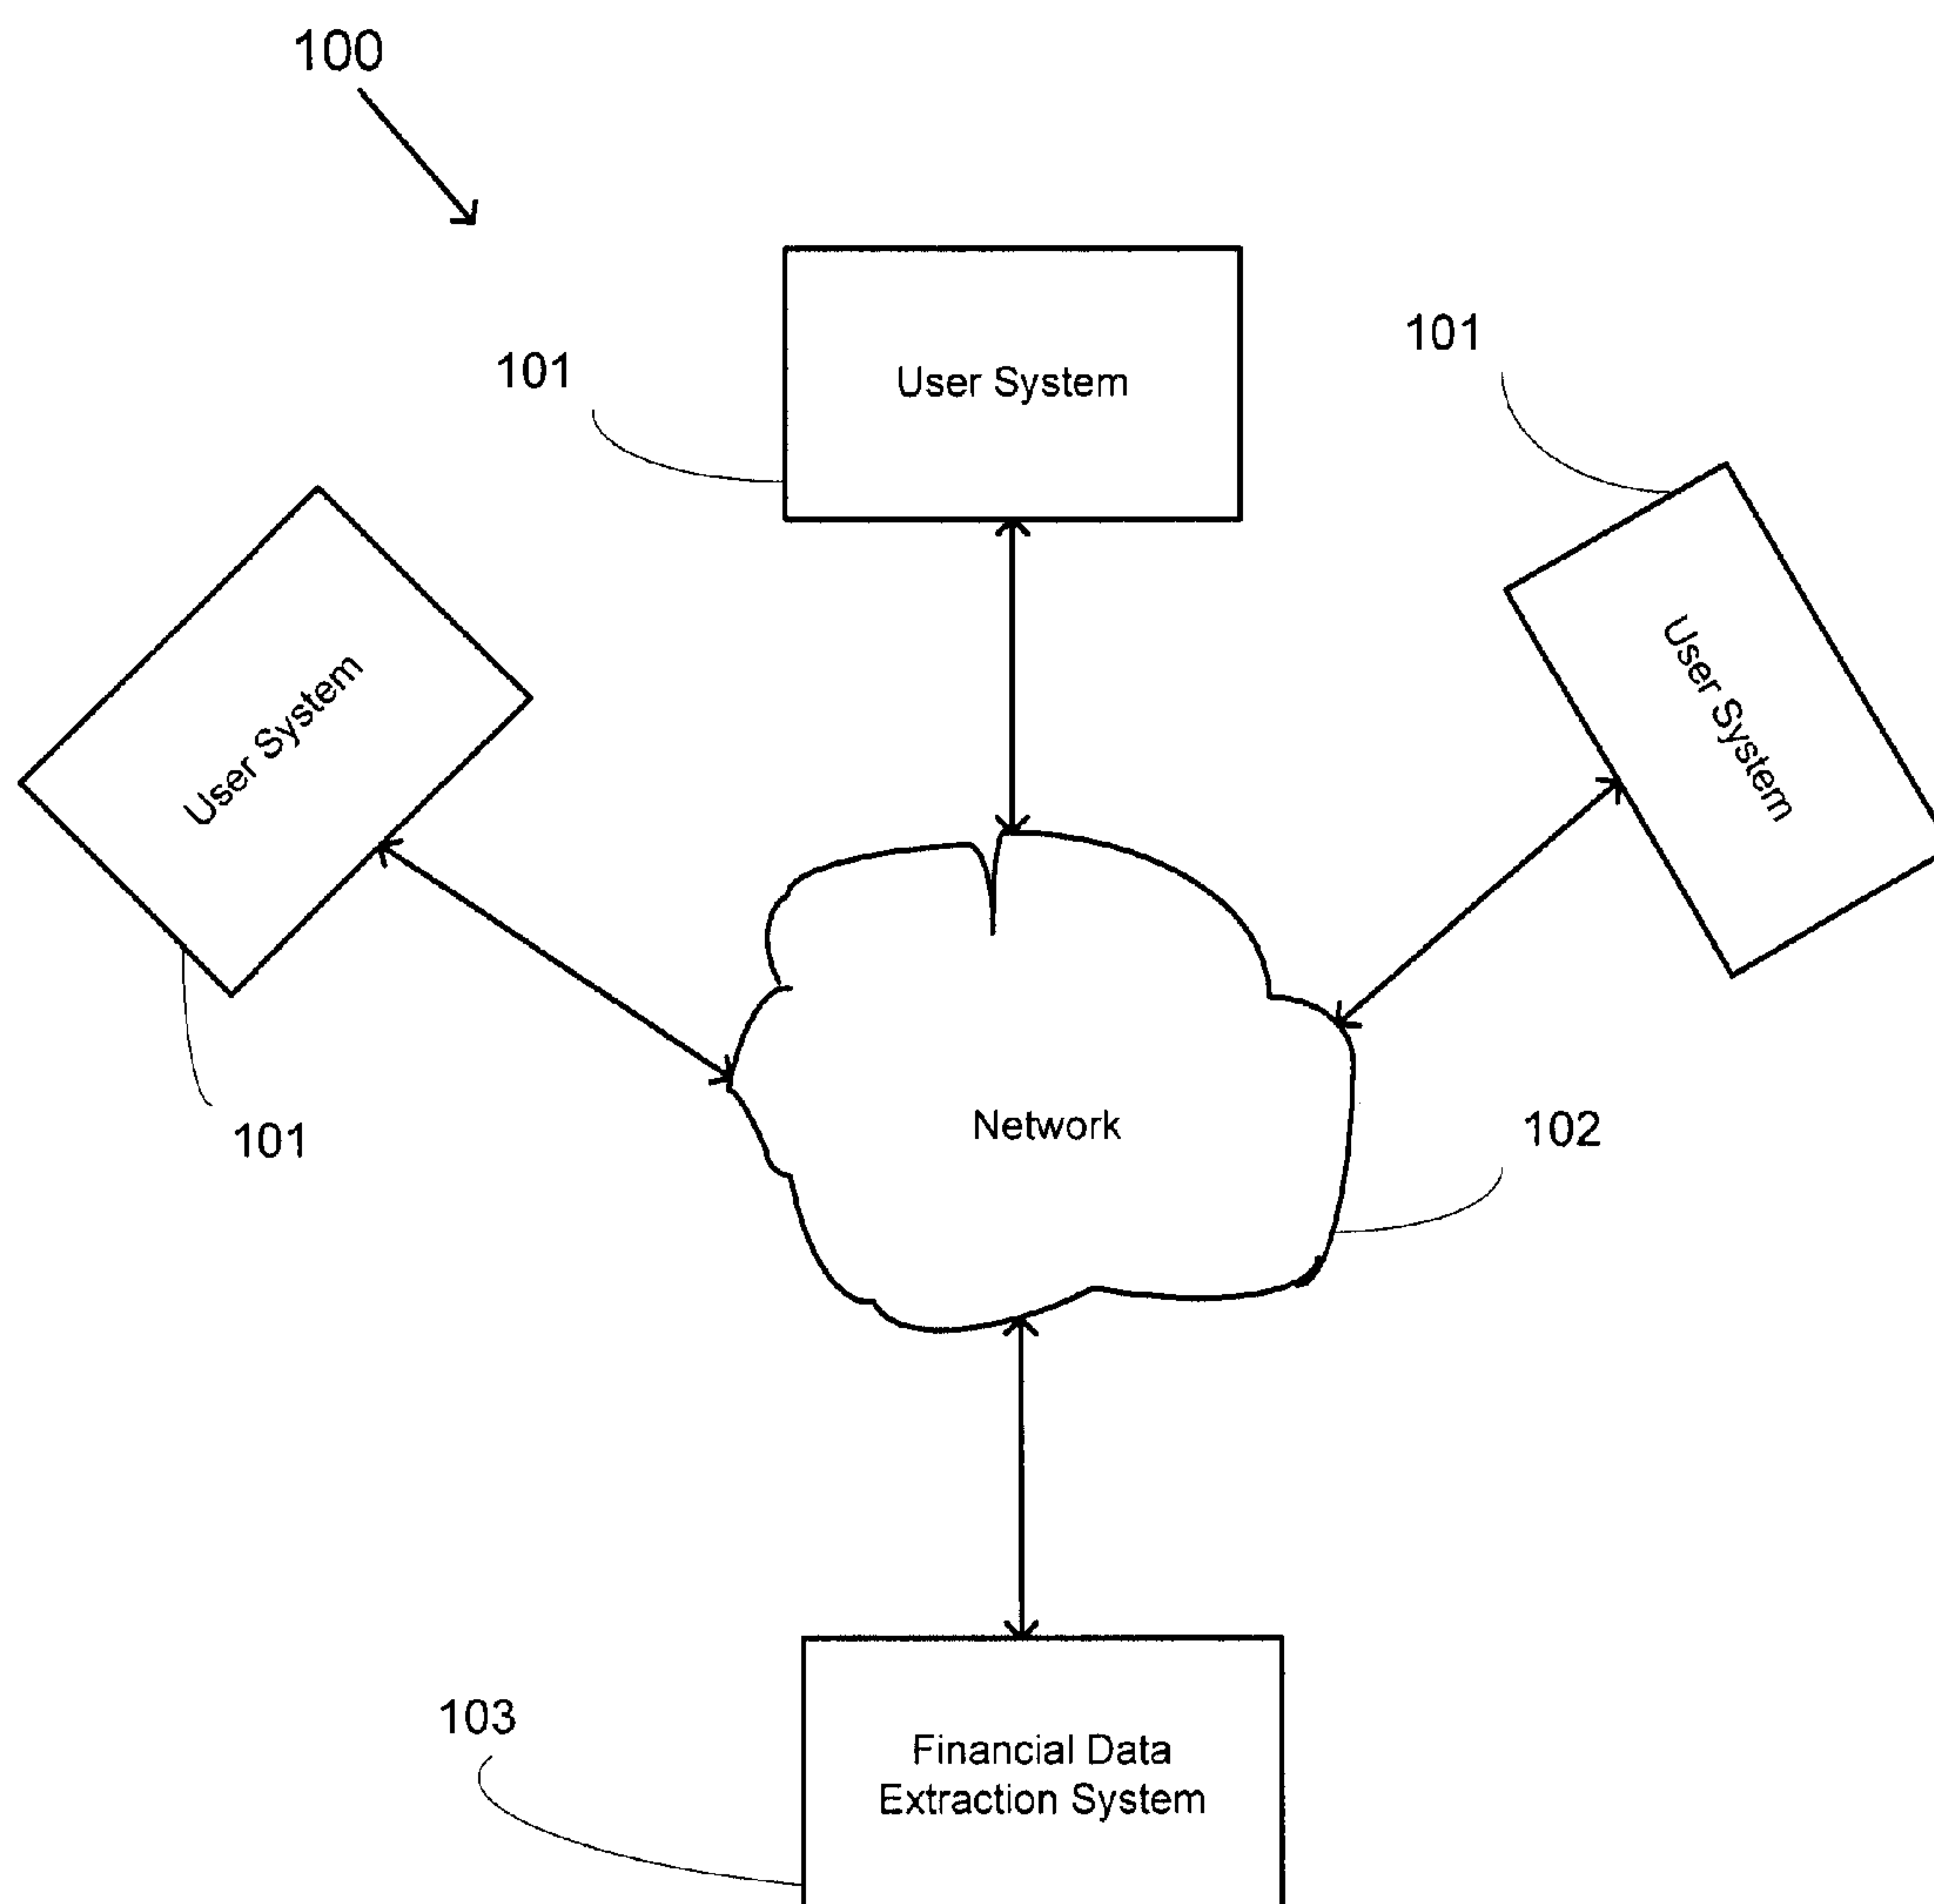 100
101
User System
101
User System
User System
101
Network
102
103
Financial Data
Extraction System